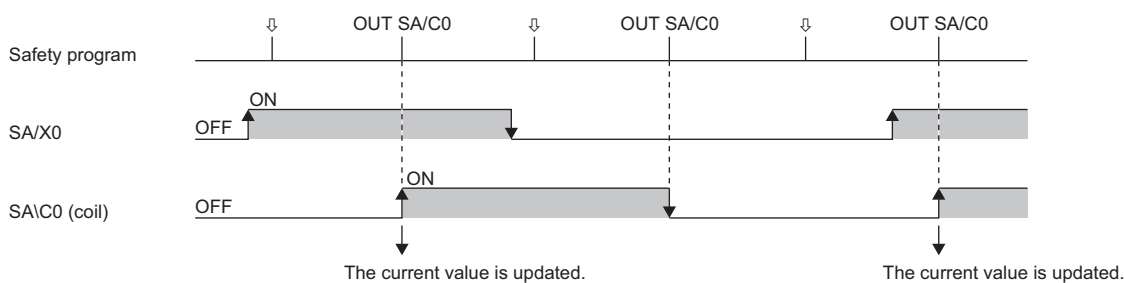 ⇩ OUT SA/C0 ⇩ OUT SA/C0 ⇩ OUT SA/C0
Safety program
ON
SA/X0 OFF
ON
SA\C0 (coil) OFF
The current value is updated. The current value is updated.